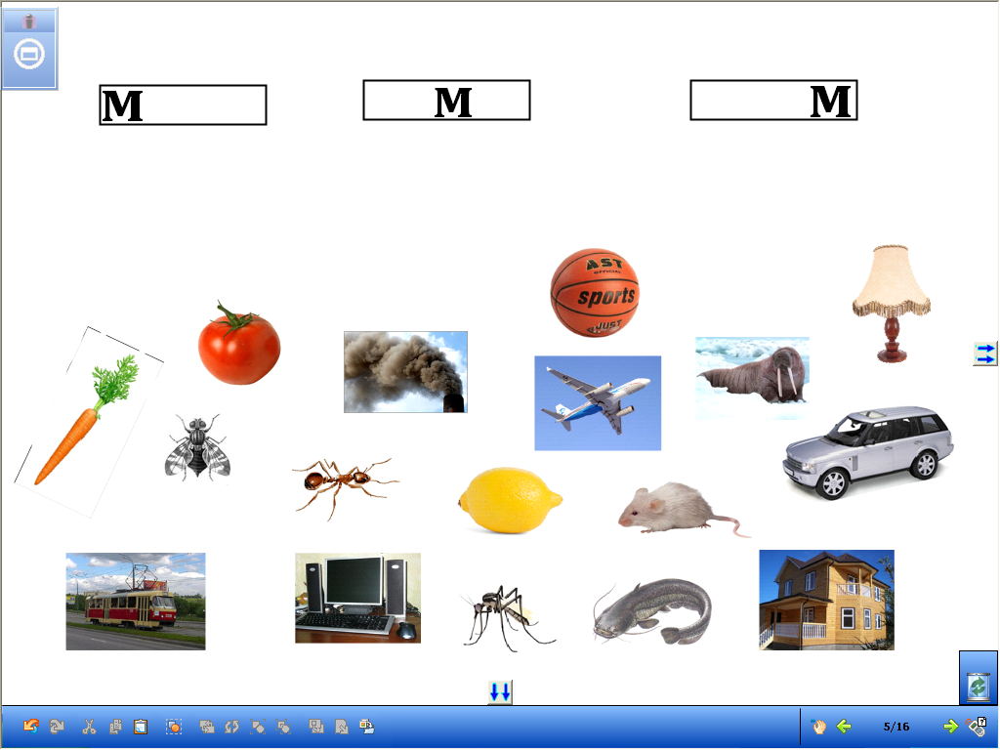 М
М
М
AST
OFFICIAL
sports
JUST
5/16